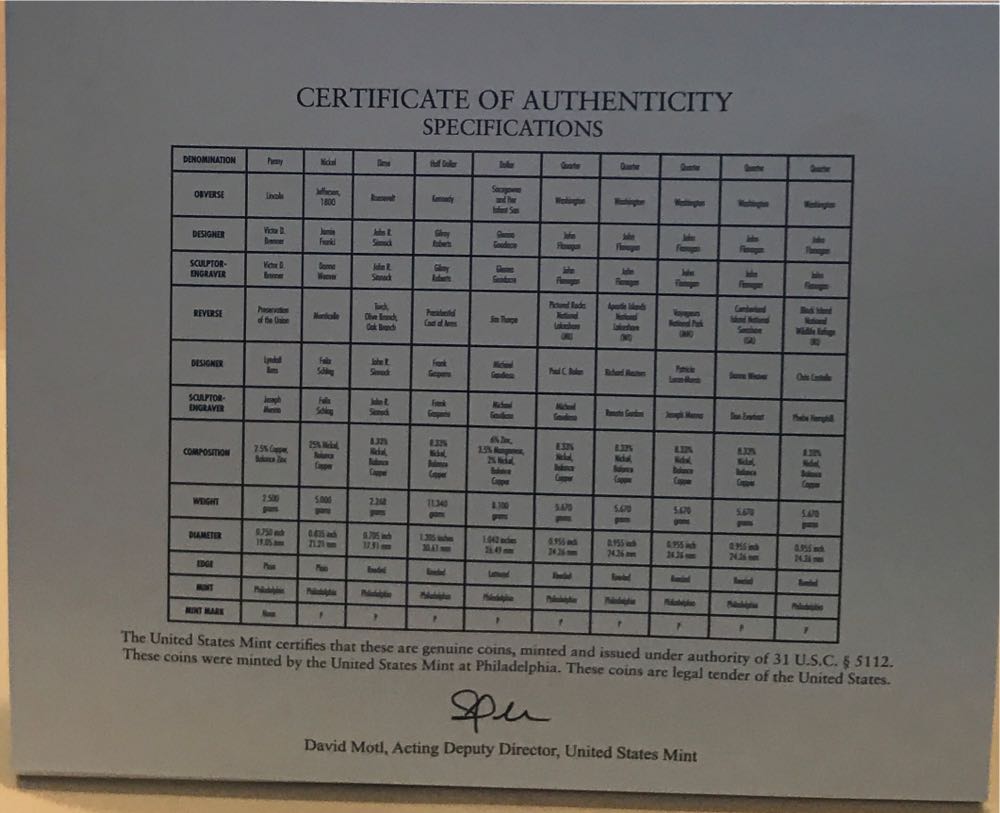 CERTIFICATE OF AUTHENTICITY
SPECIFICATIONS
DENOMINATION Penny Nickel Dime Half Dollar Dollar Quarter Quarter Quarter Quarter Quarter
OBVERSE Lincoln Jefferson, 1800 Roosevelt Kennedy Sacagawea and Her Infant Son Washington Washington Washington Washington Washington
DESIGNER Victor D. Brenner Jamie Franki John R. Sinnock Gilroy Roberts Glenna Goodacre John Flanagan John Flanagan John Flanagan John Flanagan John Flanagan
SCULPTOR-ENGRAVER Victor D. Brenner Donna Weaver John R. Sinnock Gilroy Roberts Glenna Goodacre John Flanagan John Flanagan John Flanagan John Flanagan John Flanagan
REVERSE Preservation of the Union Monticello Torch, Olive Branch, Oak Branch Presidential Coat of Arms Jim Thorpe Pictured Rocks National Lakeshore (MI) Apostle Islands National Lakeshore (WI) Voyageurs National Park (MN) Cumberland Island National Seashore (GA) Block Island National Wildlife Refuge (RI)
DESIGNER Lyndall Bass Felix Schlag John R. Sinnock Frank Gasparro Michael Gaudioso Paul C. Balan Richard Masters Patricia Lucas-Morris Donna Weaver Chris Costello
SCULPTOR-ENGRAVER Joseph Menna Felix Schlag John R. Sinnock Frank Gasparro Michael Gaudioso Michael Gaudioso Renata Gordon Joseph Menna Don Everhart Phebe Hemphill
COMPOSITION 2.5% Copper, Balance Zinc 25% Nickel, Balance Copper 8.33% Nickel, Balance Copper 8.33% Nickel, Balance Copper 6% Zinc, 3.5% Manganese, 2% Nickel, Balance Copper 8.33% Nickel, Balance Copper 8.33% Nickel, Balance Copper 8.33% Nickel, Balance Copper 8.33% Nickel, Balance Copper 8.33% Nickel, Balance Copper
WEIGHT 2.500 grams 5.000 grams 2.268 grams 11.340 grams 8.100 grams 5.670 grams 5.670 grams 5.670 grams 5.670 grams 5.670 grams
DIAMETER 0.750 inch 19.05 mm 0.835 inch 21.21 mm 0.705 inch 17.91 mm 1.205 inches 30.61 mm 1.043 inches 26.49 mm 0.955 inch 24.26 mm 0.955 inch 24.26 mm 0.955 inch 24.26 mm 0.955 inch 24.26 mm 0.955 inch 24.26 mm
EDGE Plain Plain Reeded Reeded Lettered Reeded Reeded Reeded Reeded Reeded
MINT Philadelphia Philadelphia Philadelphia Philadelphia Philadelphia Philadelphia Philadelphia Philadelphia Philadelphia Philadelphia
MINT MARK None P P P P P P P P P
The United States Mint certifies that these are genuine coins, minted and issued under authority of 31 U.S.C. § 5112.
These coins were minted by the United States Mint at Philadelphia. These coins are legal tender of the United States.
David Motl, Acting Deputy Director, United States Mint